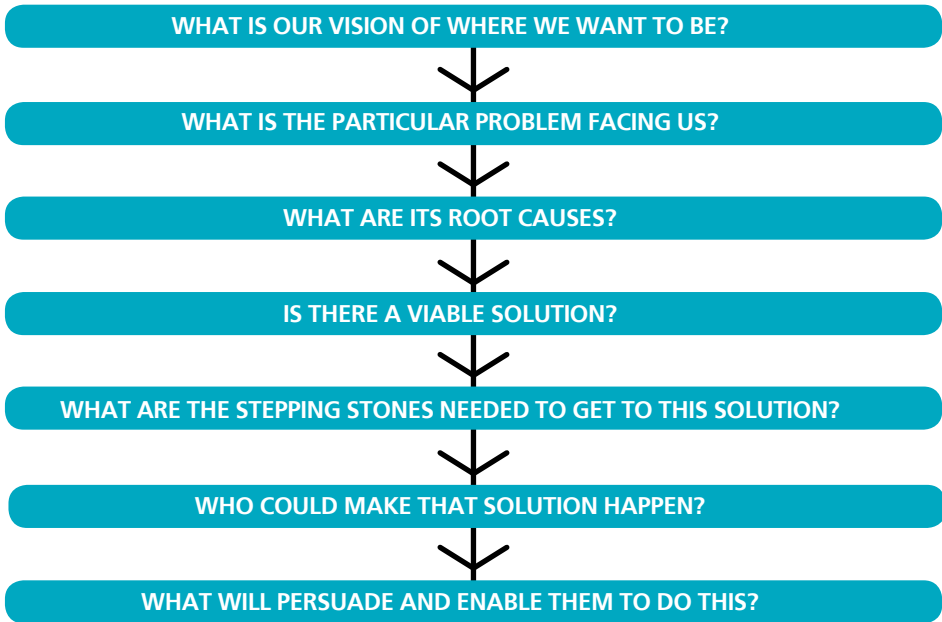 WHAT IS OUR VISION OF WHERE WE WANT TO BE?
WHAT IS THE PARTICULAR PROBLEM FACING US?
WHAT ARE ITS ROOT CAUSES?
IS THERE A VIABLE SOLUTION?
WHAT ARE THE STEPPING STONES NEEDED TO GET TO THIS SOLUTION?
WHO COULD MAKE THAT SOLUTION HAPPEN?
WHAT WILL PERSUADE AND ENABLE THEM TO DO THIS?